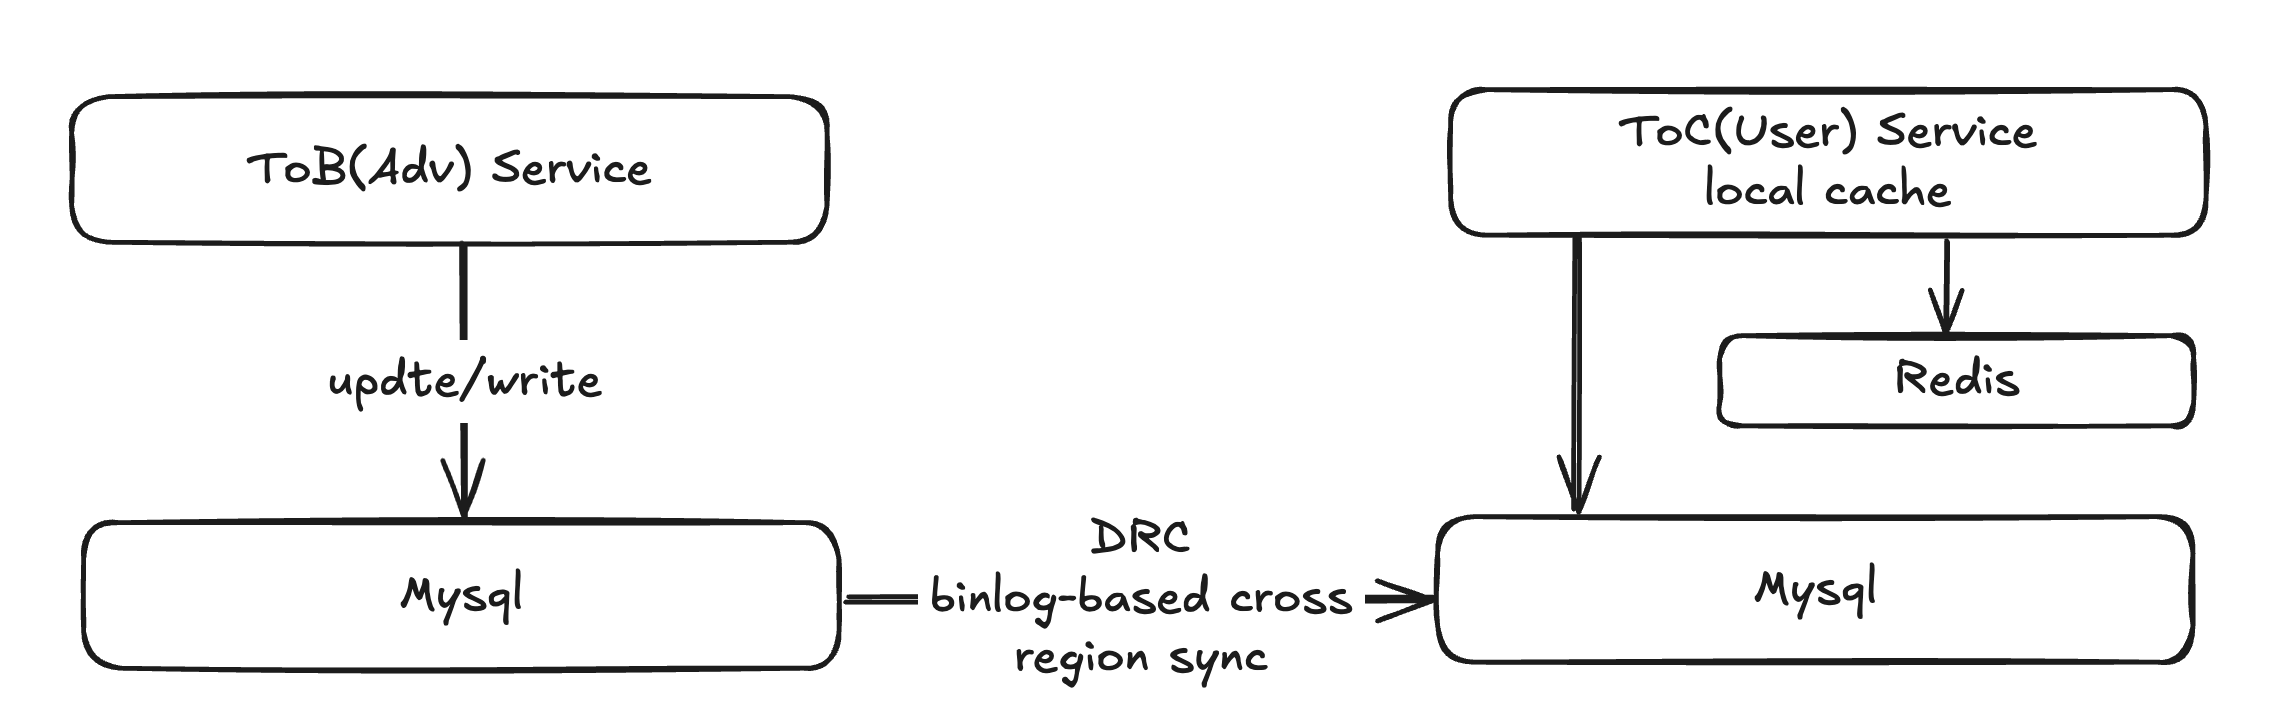 ToB(Adv) Service
ToC(User) Service
local cache
updte/write
Redis
Mysql
DRC
binlog-based cross
region sync
Mysql